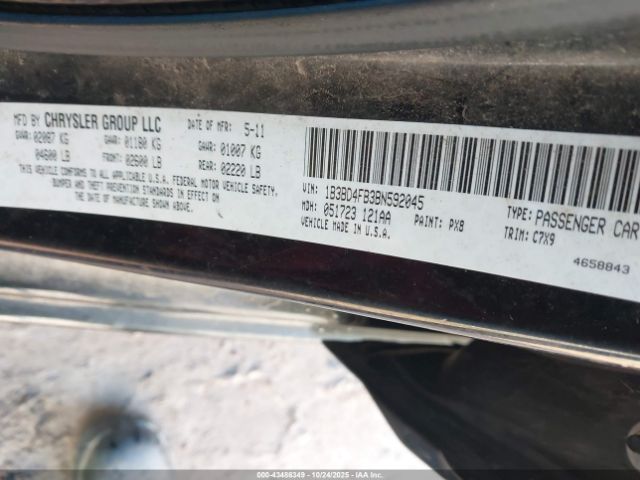 MFD BY CHRYSLER GROUP LLC DATE OF MFR 5-11
GVWR: 02087 KG GAWR: 01180 KG GAWR: 01007 KG
04600 LB FRONT: 02600 LB REAR: 02220 LB
THIS VEHICLE CONFORMS TO ALL APPLICABLE U.S.A. FEDERAL MOTOR VEHICLE SAFETY,
BUMPER AND THEFT PREVENTION STANDARDS IN EFFECT ON THE DATE
OF MANUFACTURE SHOWN ABOVE.
VIN: 1B3BD4FB3BN592045 TYPE: PASSENGER CAR
MDH: 051723 121AA PAINT: PX8 TRIM: C7X9
VEHICLE MADE IN U.S.A.
4658843
000-43486349 | 10/24/2025 | IAAI, Inc.